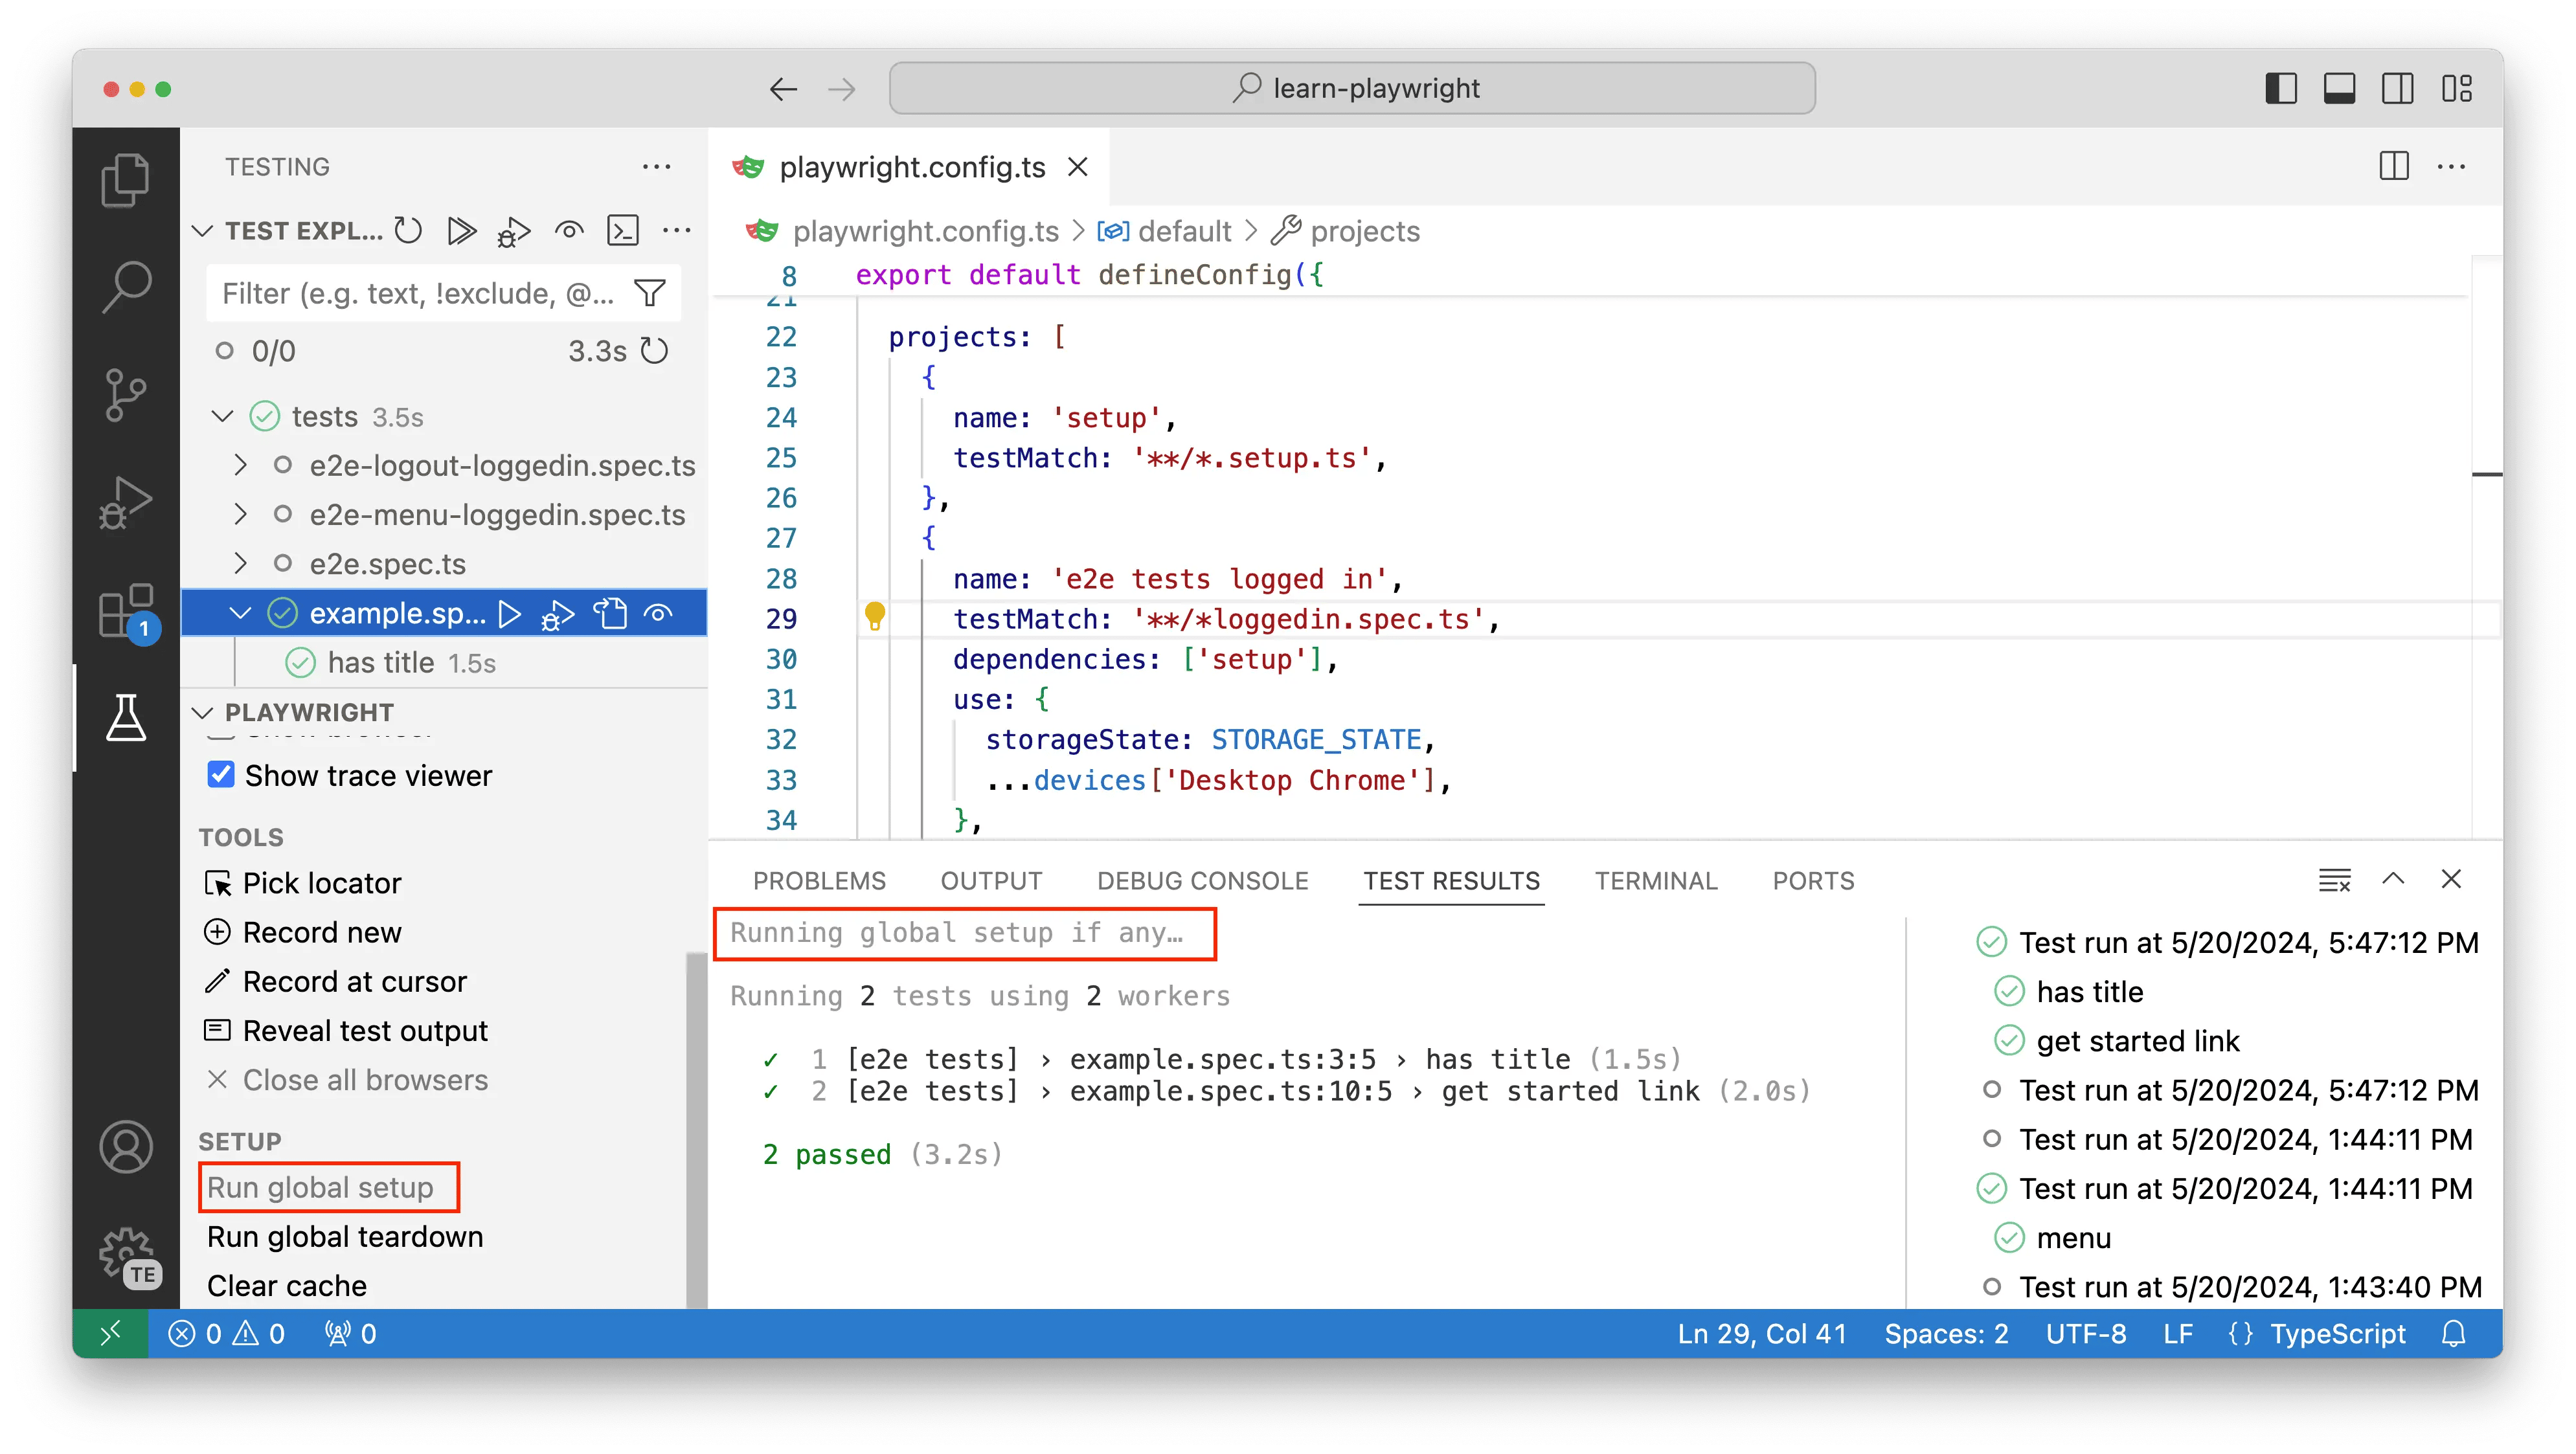 learn-playwright
TESTING
TEST EXPL...
Filter (e.g. text, !exclude, @...
0/0 3.3s
tests 3.5s
e2e-logout-loggedin.spec.ts
e2e-menu-loggedin.spec.ts
e2e.spec.ts
example.sp...
has title 1.5s
PLAYWRIGHT
Show trace viewer
TOOLS
Pick locator
Record new
Record at cursor
Reveal test output
Close all browsers
SETUP
Run global setup
Run global teardown
Clear cache
1
TE
playwright.config.ts
playwright.config.ts > default > projects
8 export default defineConfig({
21
22 projects: [
23 {
24 name: 'setup',
25 testMatch: '**/*.setup.ts',
26 },
27 {
28 name: 'e2e tests logged in',
29 testMatch: '**/*loggedin.spec.ts',
30 dependencies: ['setup'],
31 use: {
32 storageState: STORAGE_STATE,
33 ...devices['Desktop Chrome'],
34 },
PROBLEMS OUTPUT DEBUG CONSOLE TEST RESULTS TERMINAL PORTS
Running global setup if any…
Running 2 tests using 2 workers
✓ 1 [e2e tests] › example.spec.ts:3:5 › has title (1.5s)
✓ 2 [e2e tests] › example.spec.ts:10:5 › get started link (2.0s)
2 passed (3.2s)
Test run at 5/20/2024, 5:47:12 PM
has title
get started link
Test run at 5/20/2024, 5:47:12 PM
Test run at 5/20/2024, 1:44:11 PM
Test run at 5/20/2024, 1:44:11 PM
menu
Test run at 5/20/2024, 1:43:40 PM
0 0 0 Ln 29, Col 41 Spaces: 2 UTF-8 LF {} TypeScript